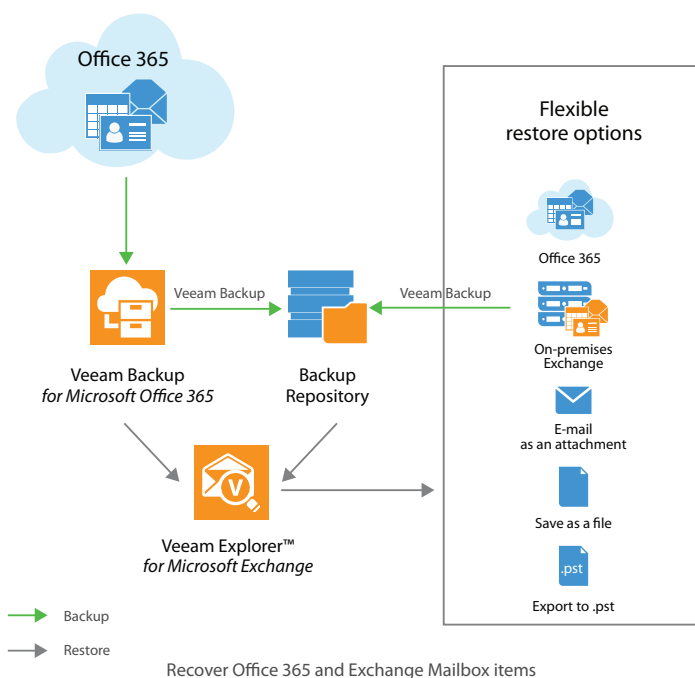 Office 365
Flexible
restore options
Office 365
Veeam Backup
Veeam Backup
On-premises
Exchange
Veeam Backup
for Microsoft Office 365
Backup
Repository
E-mail
as an attachment
V
Save as a file
Veeam Explorer™
for Microsoft Exchange
.pst
Export to .pst
Backup
Restore
Recover Office 365 and Exchange Mailbox items